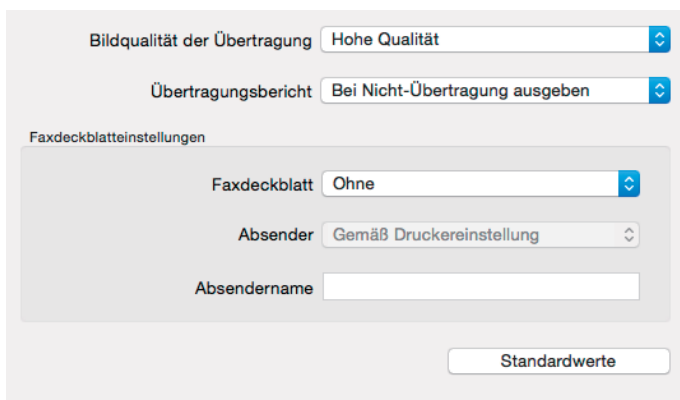 Bildqualität der Übertragung Hohe Qualität
Übertragungsbericht Bei Nicht-Übertragung ausgeben
Faxdeckblatteinstellungen
Faxdeckblatt Ohne
Absender Gemäß Druckereinstellung
Absendername
Standardwerte